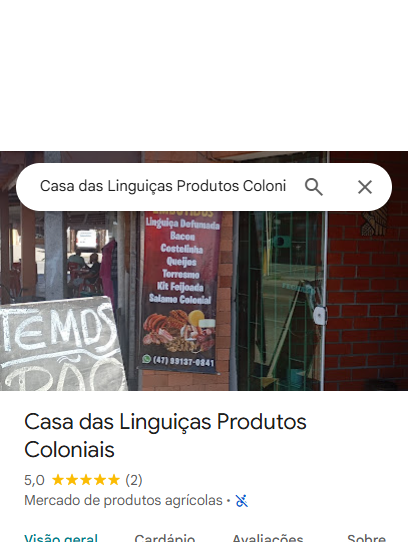 Casa das Linguiças Produtos Coloni
EMBUTIDOS
Linguiça Defumada
Bacon
Costelinha
Queijos
Torresmo
Kit Feijoada
Salame Colonial
(47) 99137-0841
TEMOS
PÃO
Casa das Linguiças Produtos
Coloniais
5,0 (2)
Mercado de produtos agrícolas ·
Visão geral Cardápio Avaliações Sobre